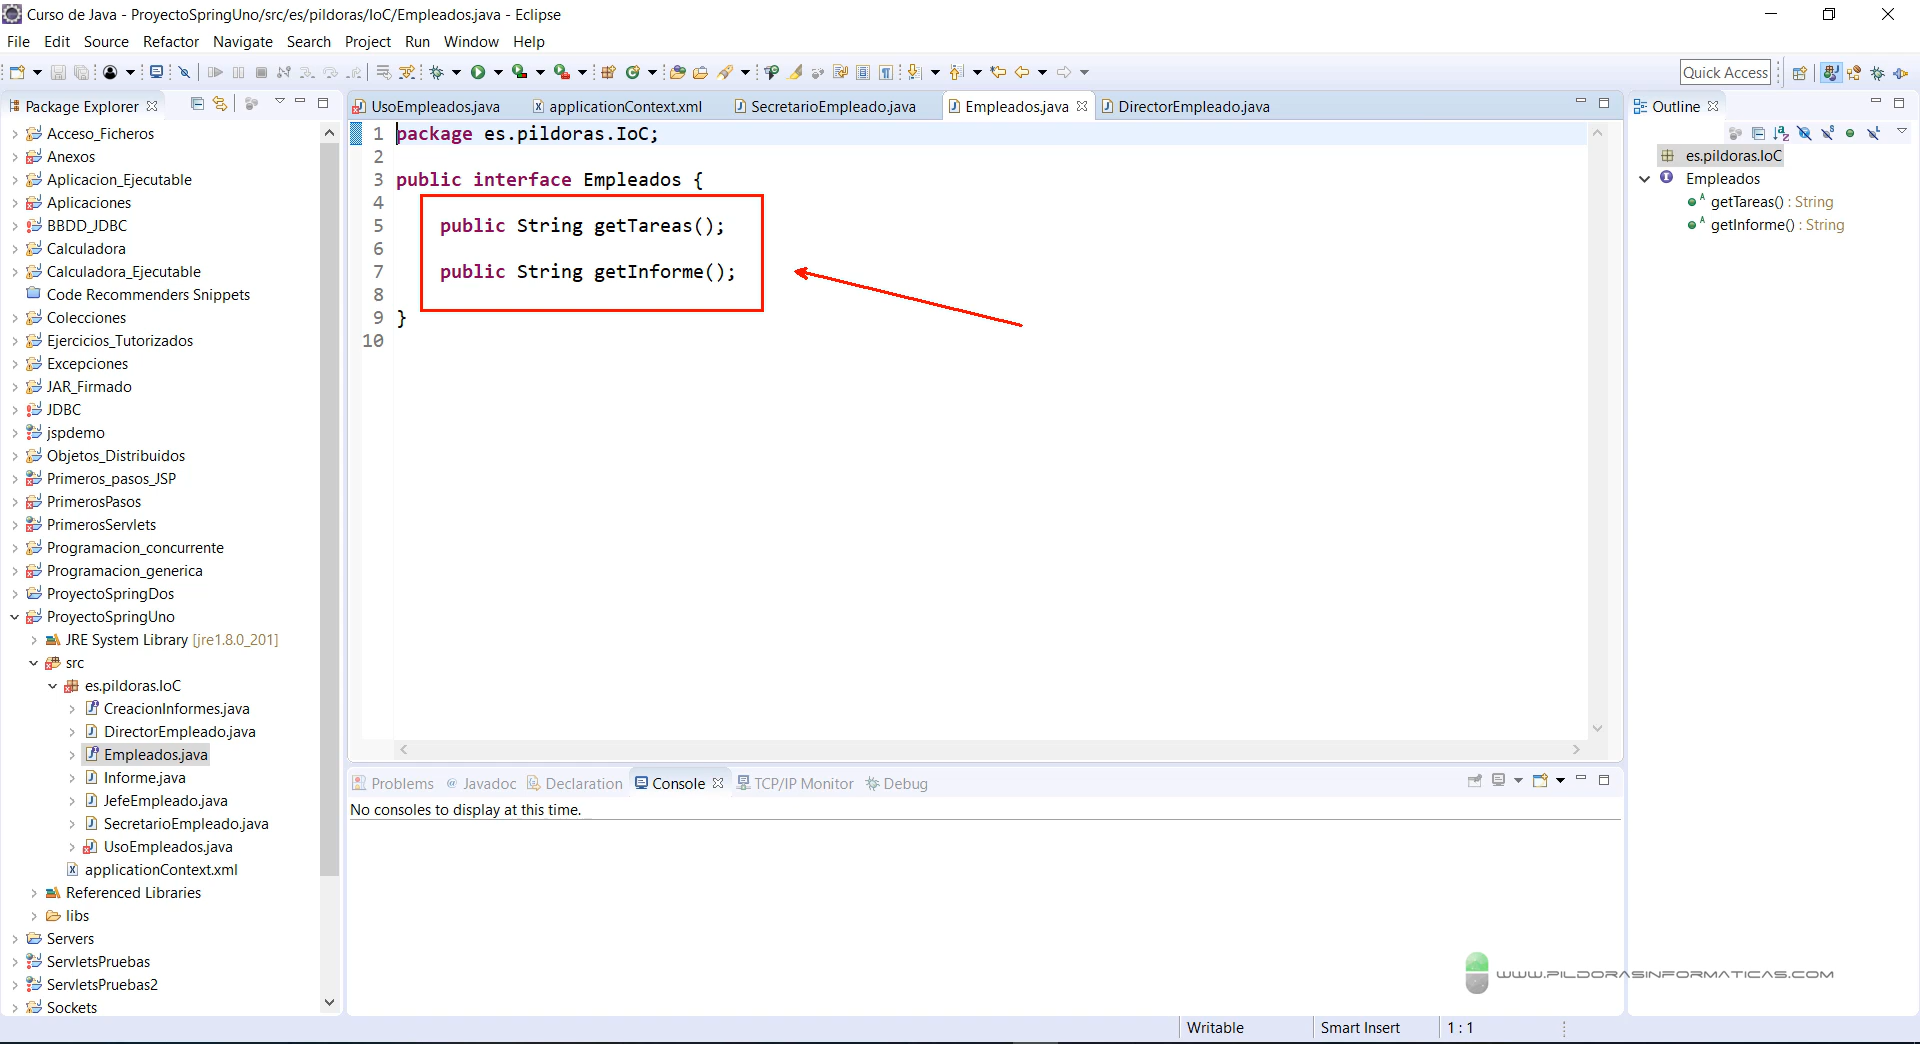 Curso de Java - ProyectoSpringUno/src/es/pildoras/IoC/Empleados.java - Eclipse
File Edit Source Refactor Navigate Search Project Run Window Help
Quick Access
Package Explorer
Acceso_Ficheros
Anexos
Aplicacion_Ejecutable
Aplicaciones
BBDD_JDBC
Calculadora
Calculadora_Ejecutable
Code Recommenders Snippets
Colecciones
Ejercicios_Tutorizados
Excepciones
JAR_Firmado
JDBC
jspdemo
Objetos_Distribuidos
Primeros_pasos_JSP
PrimerosPasos
PrimerosServlets
Programacion_concurrente
Programacion_generica
ProyectoSpringDos
ProyectoSpringUno
JRE System Library [jre1.8.0_201]
src
es.pildoras.IoC
CreacionInformes.java
DirectorEmpleado.java
Empleados.java
Informe.java
JefeEmpleado.java
SecretarioEmpleado.java
UsoEmpleados.java
applicationContext.xml
Referenced Libraries
libs
Servers
ServletsPruebas
ServletsPruebas2
Sockets
UsoEmpleados.java applicationContext.xml SecretarioEmpleado.java Empleados.java DirectorEmpleado.java
1 package es.pildoras.IoC;
2
3 public interface Empleados {
4
5 public String getTareas();
6
7 public String getInforme();
8
9 }
10
Problems Javadoc Declaration Console TCP/IP Monitor Debug
No consoles to display at this time.
Outline
es.pildoras.IoC
Empleados
getTareas() : String
getInforme() : String
WWW.PILDORASINFORMATICAS.COM
Writable Smart Insert 1 : 1